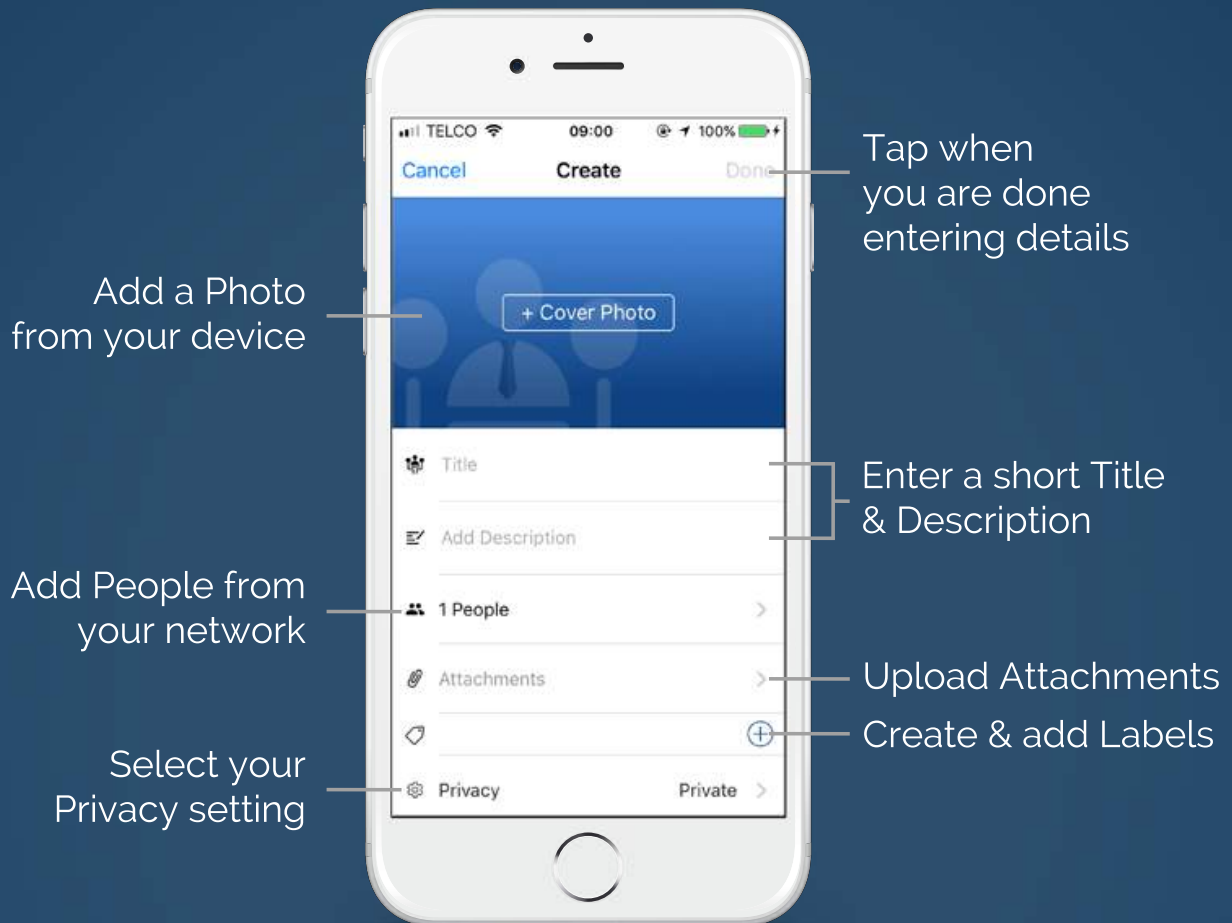 TELCO 09:00 100%
Cancel Create Done
Tap when
you are done
entering details
Add a Photo
from your device
+ Cover Photo
Title
Enter a short Title
& Description
Add Description
Add People from
your network
1 People
Attachments
Upload Attachments
Create & add Labels
Select your
Privacy setting
Privacy Private